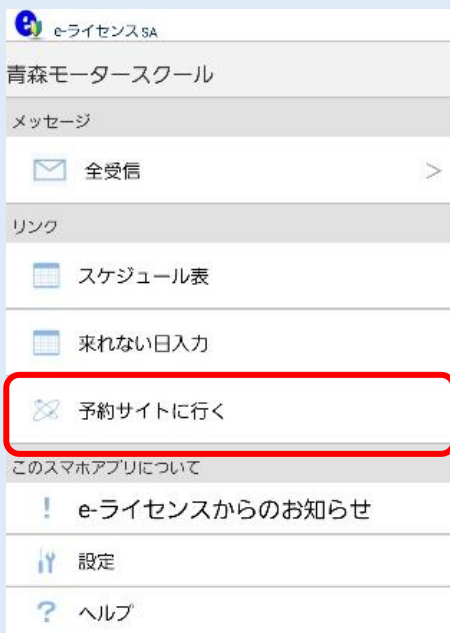 e-ライセンスSA
青森モータースクール
メッセージ
全受信
リンク
スケジュール表
来れない日入力
予約サイトに行く
このスマホアプリについて
e-ライセンスからのお知らせ
設定
ヘルプ